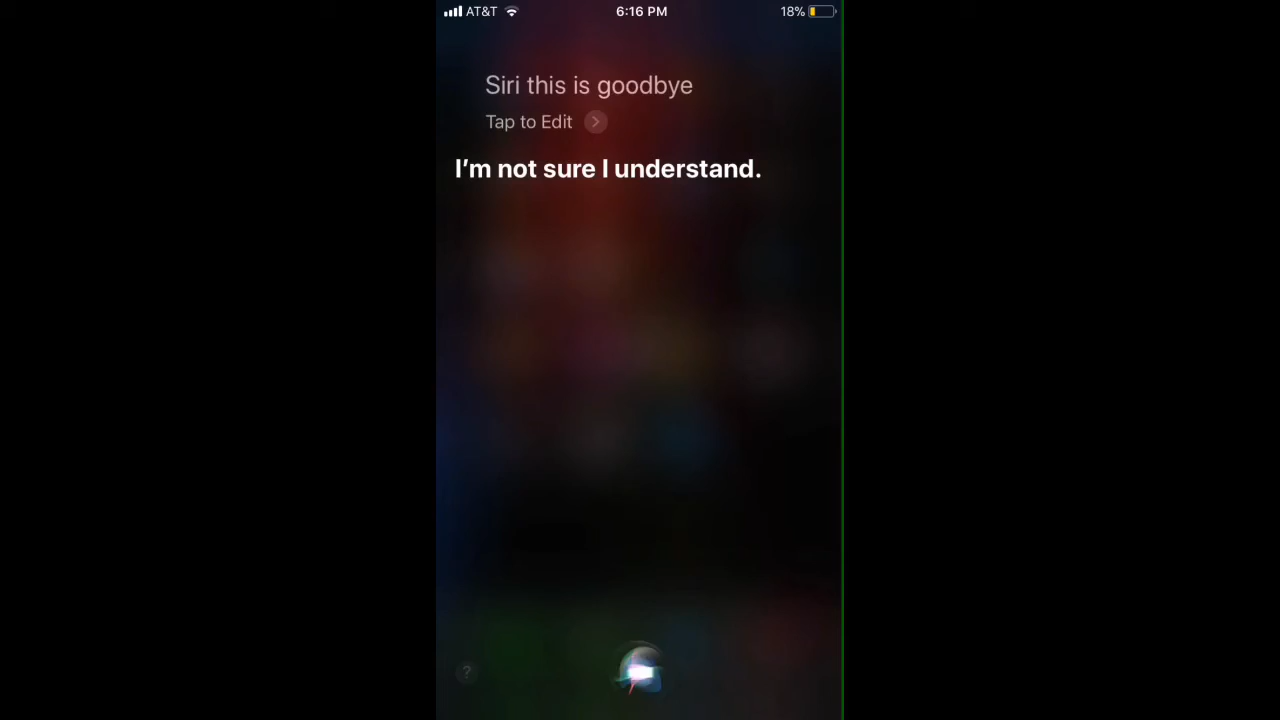 AT&T 6:16 PM 18%
Siri this is goodbye
Tap to Edit
I'm not sure I understand.
?